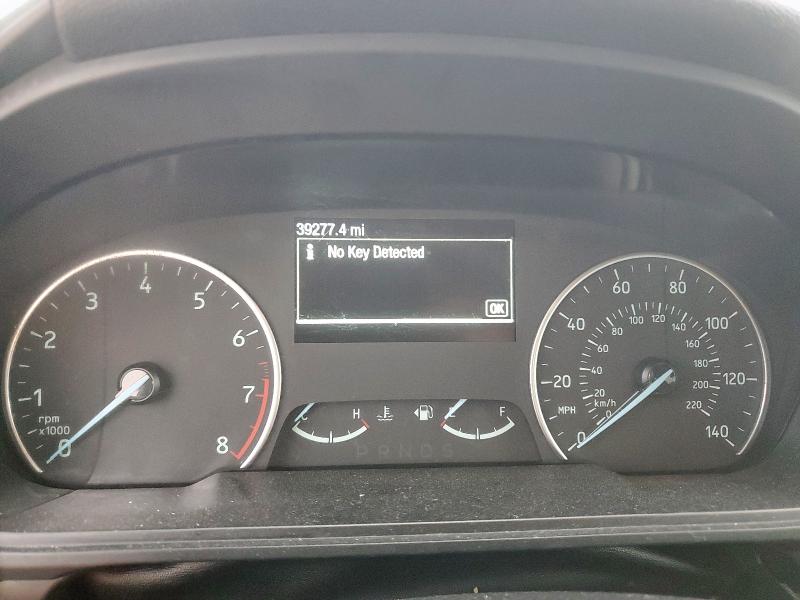 39277.4 mi
i No Key Detected
OK
0 1 2 3 4 5 6 7 8
rpm
x1000
C H
E F
P R N D S
0 20 40 60 80 100 120 140
MPH
0 20 40 60 80 100 120 140 160 180 200 220
km/h